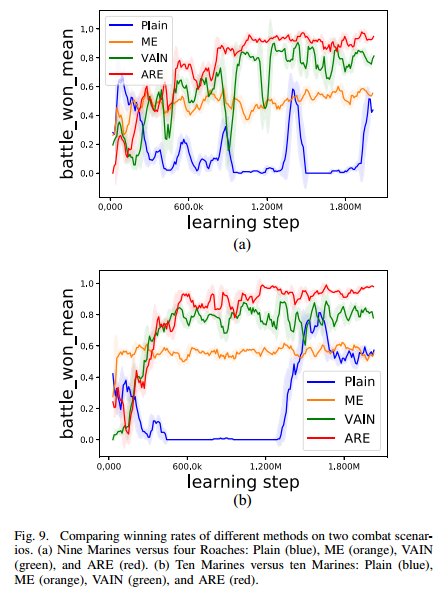 1,0
0,8
0,6
0,4
0,2
0,0
battle_won_mean
Plain
ME
VAIN
ARE
0,000
600.0k
1.200M
1.800M
learning step
(a)
1.0
0.8
0.6
0.4
0.2
0.0
battle_won_mean
Plain
ME
VAIN
ARE
0,000
600.0k
1.200M
1.800M
learning step
(b)
Fig. 9. Comparing winning rates of different methods on two combat scenar-
ios. (a) Nine Marines versus four Roaches: Plain (blue), ME (orange), VAIN
(green), and ARE (red). (b) Ten Marines versus ten Marines: Plain (blue),
ME (orange), VAIN (green), and ARE (red).